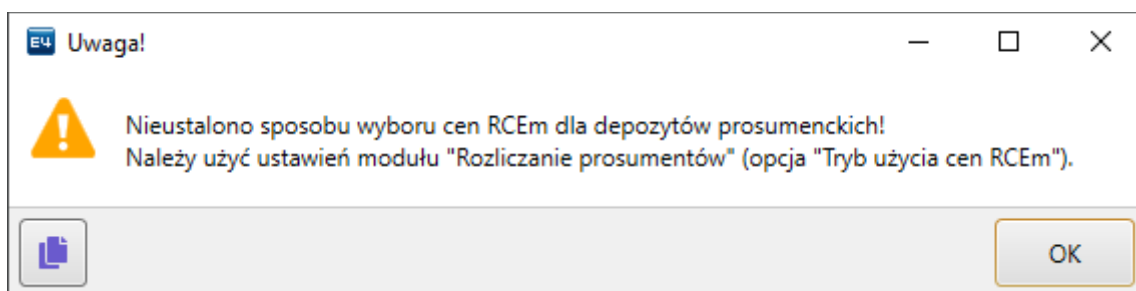 E4 Uwaga!
Nieustalono sposobu wyboru cen RCEm dla depozytów prosumenckich!
Należy użyć ustawień modułu "Rozliczanie prosumentów" (opcja "Tryb użycia cen RCEm").
OK